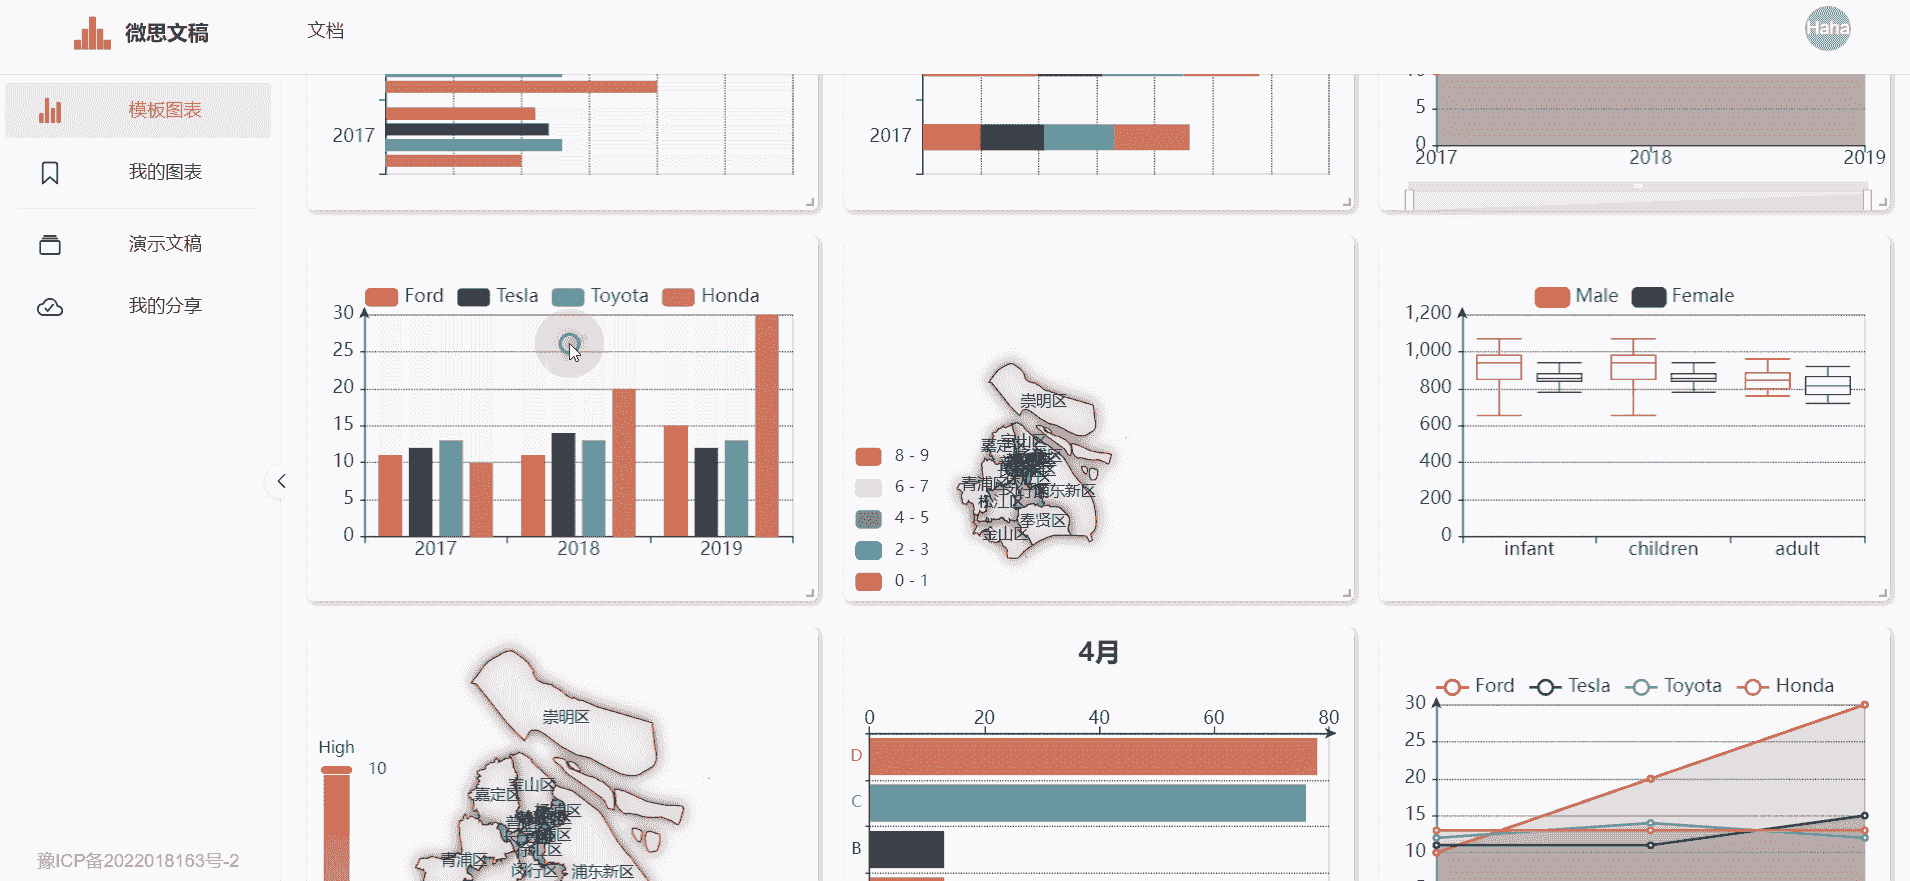 微思文稿
文档
Haha
模板图表
我的图表
演示文稿
我的分享
豫ICP备2022018163号-2
2017
2017
10
5
0
2017 2018 2019
Ford Tesla Toyota Honda
30
25
20
15
10
5
0
2017 2018 2019
崇明区
宝山区
嘉定区
青浦区
浦东新区
松江区
奉贤区
金山区
8 - 9
6 - 7
4 - 5
2 - 3
0 - 1
Male Female
1,200
1,000
800
600
400
200
0
infant children adult
High
10
崇明区
宝山区
嘉定区
青浦区
闵行区
浦东新区
4月
0 20 40 60 80
D
C
B
Ford Tesla Toyota Honda
30
25
20
15
10